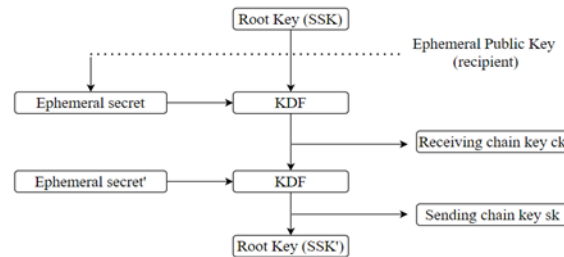 Root Key (SSK)
Ephemeral Public Key
(recipient)
Ephemeral secret
KDF
Receiving chain key ck
Ephemeral secret'
KDF
Sending chain key sk
Root Key (SSK')